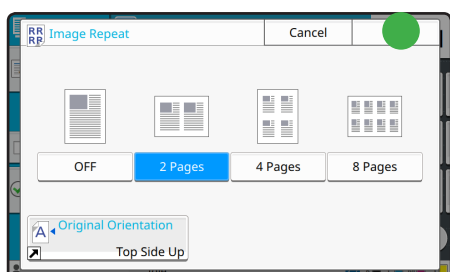 Image Repeat
Cancel
OFF
2 Pages
4 Pages
8 Pages
Original Orientation
A
Top Side Up